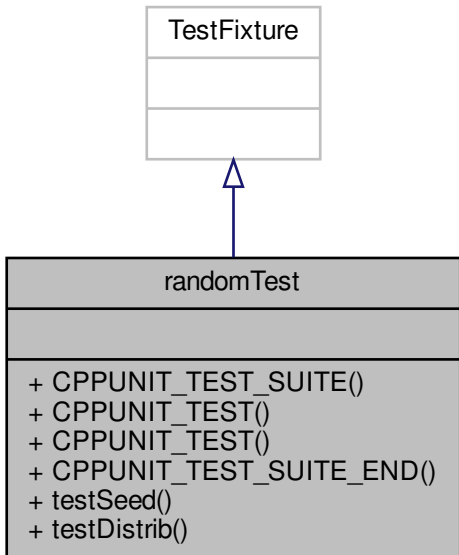 TestFixture
randomTest
+ CPPUNIT_TEST_SUITE()
+ CPPUNIT_TEST()
+ CPPUNIT_TEST()
+ CPPUNIT_TEST_SUITE_END()
+ testSeed()
+ testDistrib()